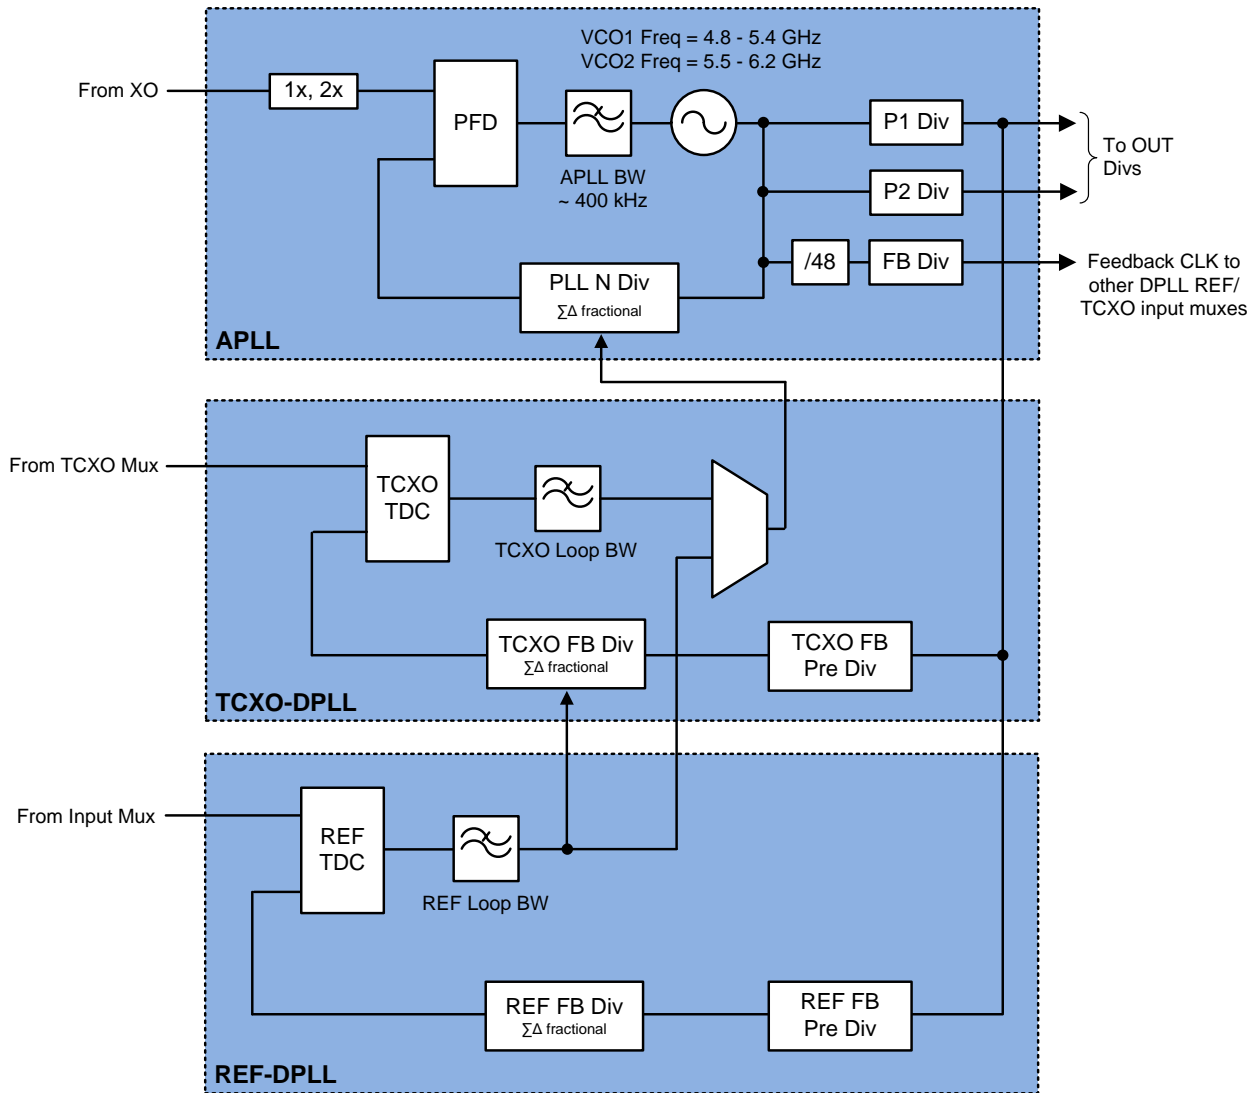 VCO1 Freq = 4.8 - 5.4 GHz
VCO2 Freq = 5.5 - 6.2 GHz
From XO
1x, 2x
PFD
APLL BW
~ 400 kHz
P1 Div
P2 Div
To OUT
Divs
/48
FB Div
Feedback CLK to
other DPLL REF/
TCXO input muxes
PLL N Div
∑Δ fractional
APLL
From TCXO Mux
TCXO
TDC
TCXO Loop BW
TCXO FB Div
∑Δ fractional
TCXO FB
Pre Div
TCXO-DPLL
From Input Mux
REF
TDC
REF Loop BW
REF FB Div
∑Δ fractional
REF FB
Pre Div
REF-DPLL